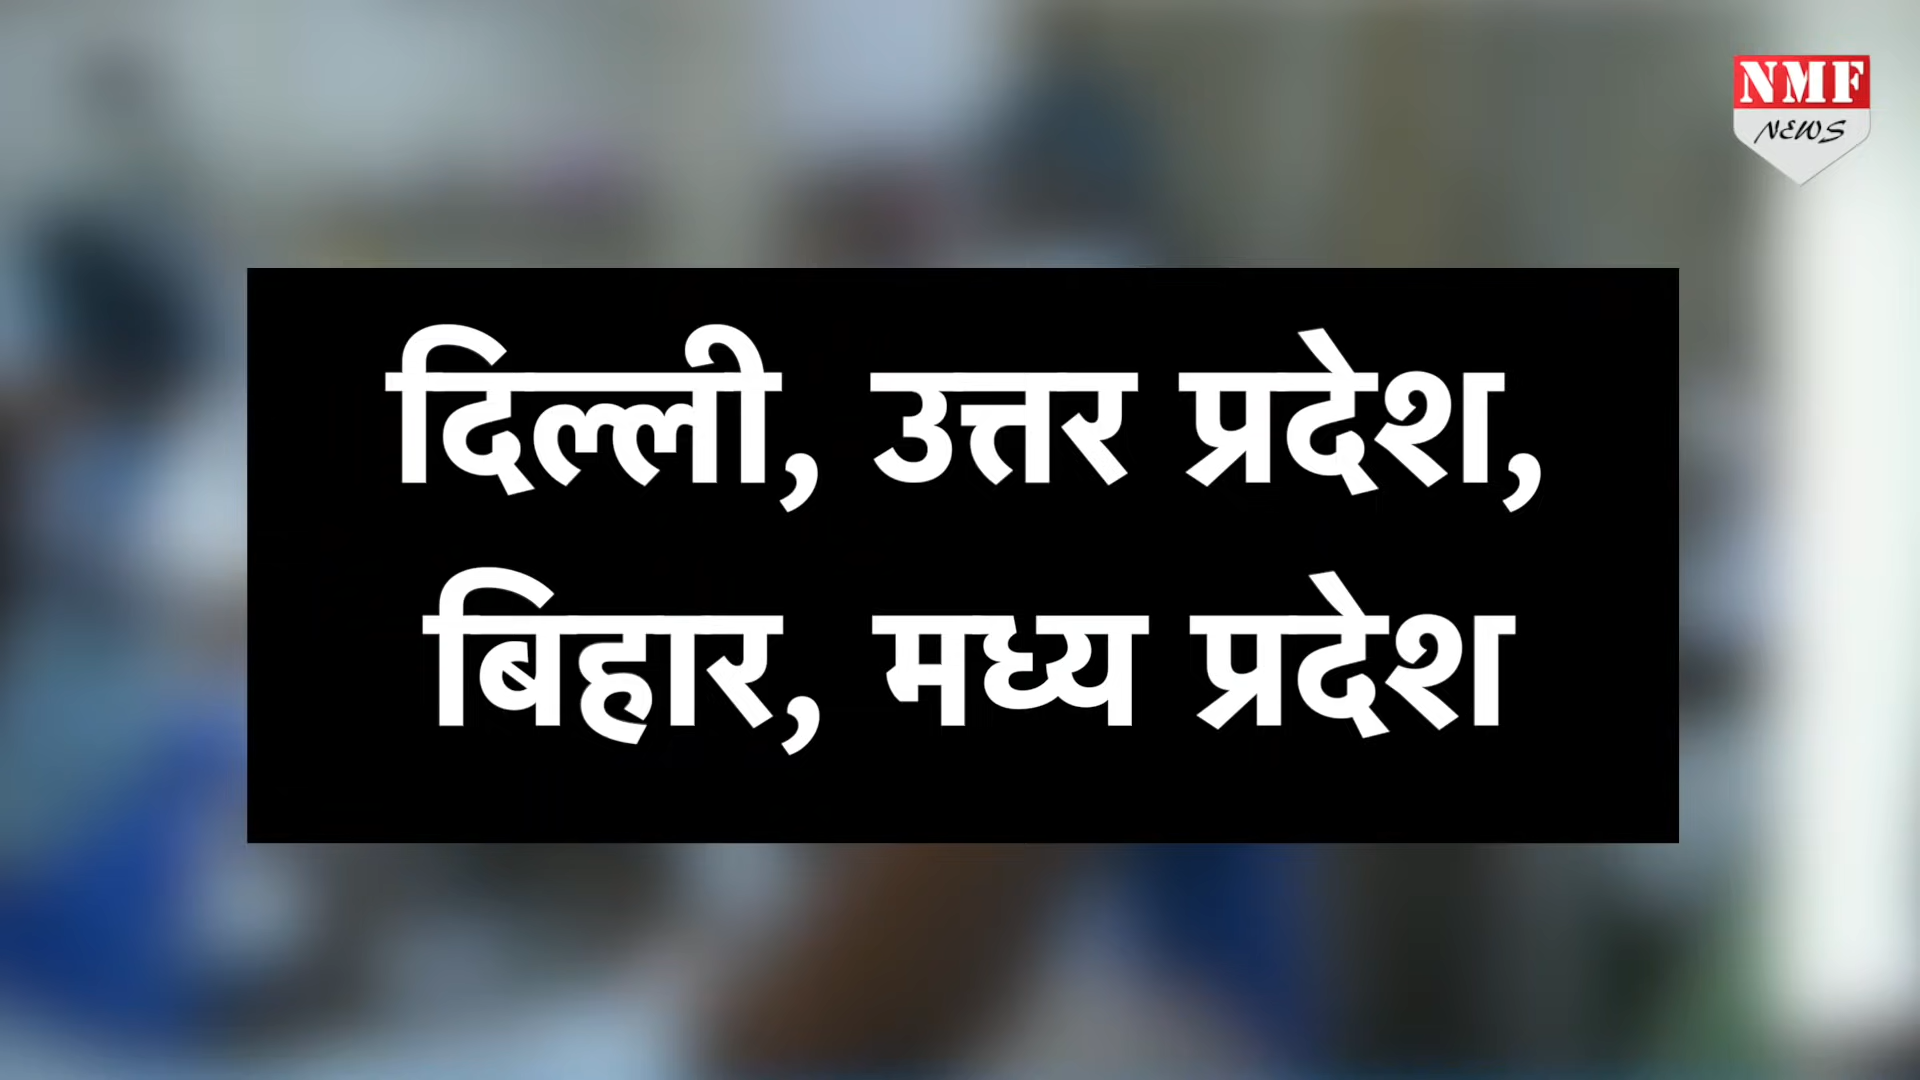 NMF
NEWS
दिल्ली, उत्तर प्रदेश,
बिहार, मध्य प्रदेश